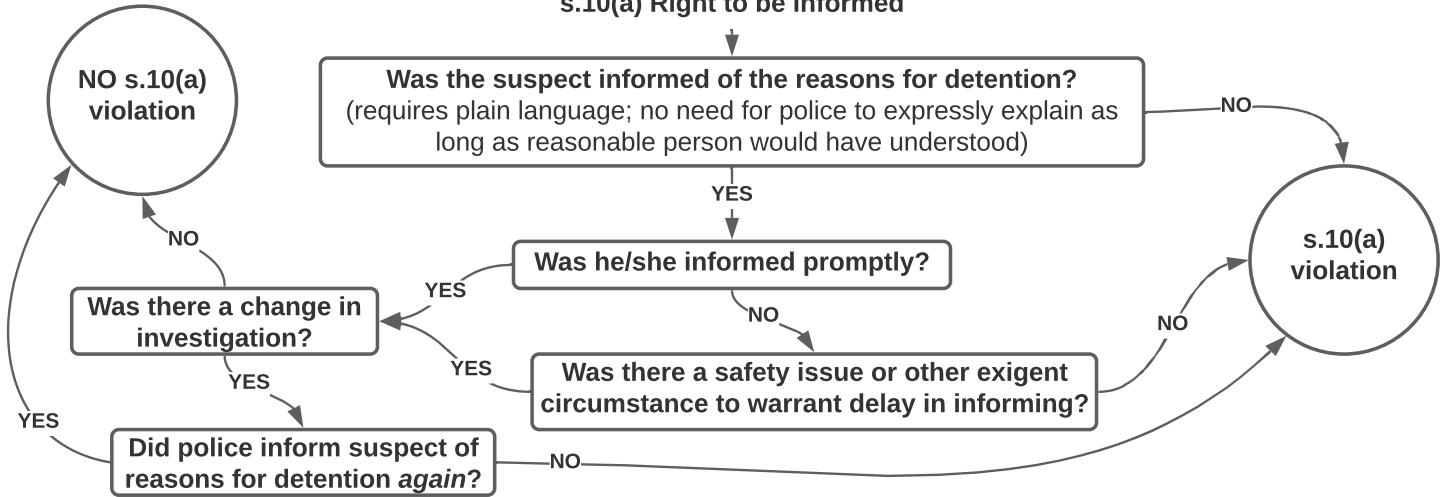 s.10(a) Right to be informed
NO s.10(a)
violation
Was the suspect informed of the reasons for detention?
(requires plain language; no need for police to expressly explain as
long as reasonable person would have understood)
NO
YES
s.10(a)
violation
NO
Was he/she informed promptly?
YES
NO
NO
Was there a change in
investigation?
YES
Was there a safety issue or other exigent
circumstance to warrant delay in informing?
YES
YES
Did police inform suspect of
reasons for detention again?
NO